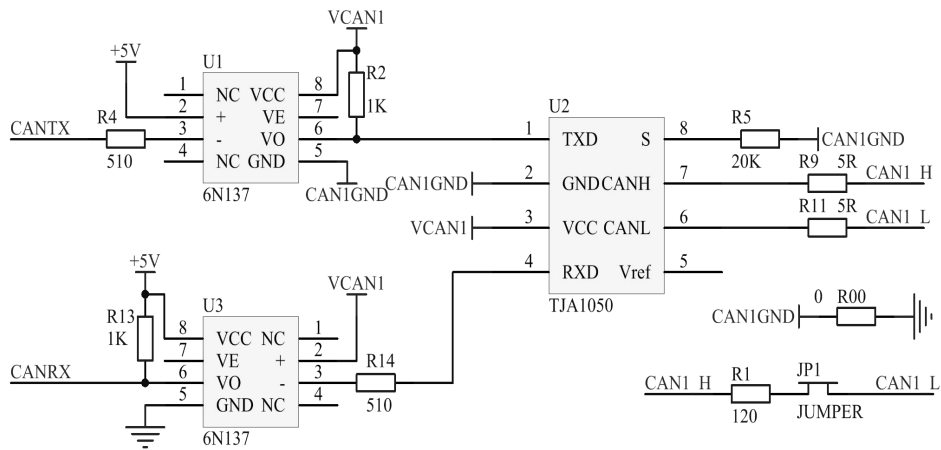 VCAN1
+5V
U1
R2
1K
1 NC VCC 8
2 + VE 7
CANTX R4 510 3 - VO 6
4 NC GND 5
6N137
CAN1GND
U2
1 TXD S 8 R5 20K CAN1GND
CAN1GND 2 GND CANH 7 R9 5R CAN1 H
VCAN1 3 VCC CANL 6 R11 5R CAN1 L
4 RXD Vref 5
TJA1050
+5V
VCAN1
U3
R13
1K
8 VCC NC 1
7 VE + 2
CANRX 6 VO - 3 R14 510
5 GND NC 4
6N137
CAN1GND 0 R00
CAN1 H R1 120 JP1 CAN1 L
JUMPER